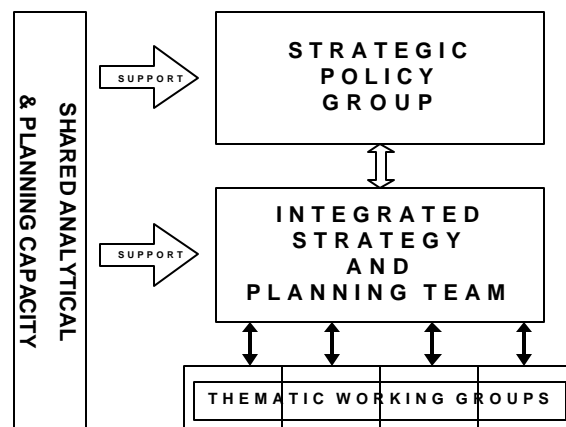 SHARED ANALYTICAL
& PLANNING CAPACITY
SUPPORT
STRATEGIC
POLICY
GROUP
SUPPORT
INTEGRATED
STRATEGY
AND
PLANNING TEAM
THEMATIC WORKING GROUPS